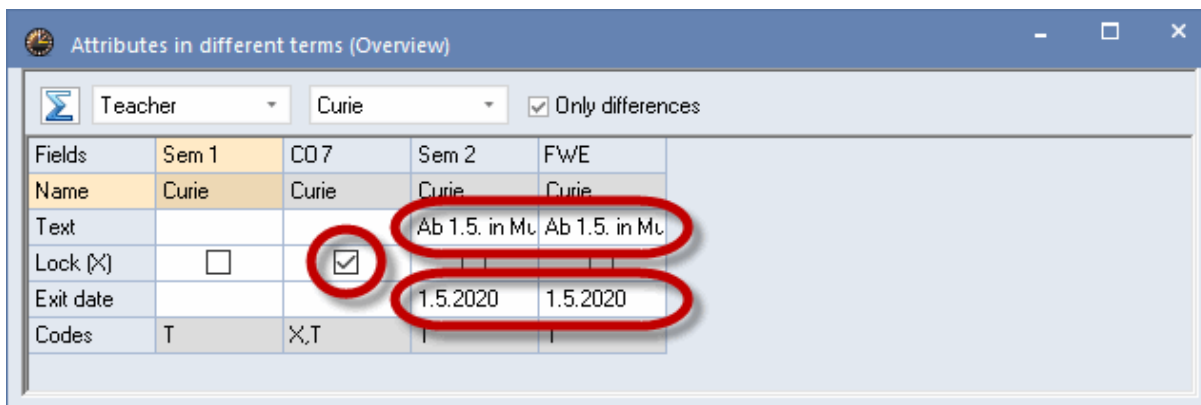 Attributes in different terms (Overview)
Teacher Curie Only differences
Fields Sem 1 CO 7 Sem 2 FWE
Name Curie Curie Curie Curie
Text Ab 1.5. in Mu Ab 1.5. in Mu
Lock (X)
Exit date 1.5.2020 1.5.2020
Codes T X,T T T